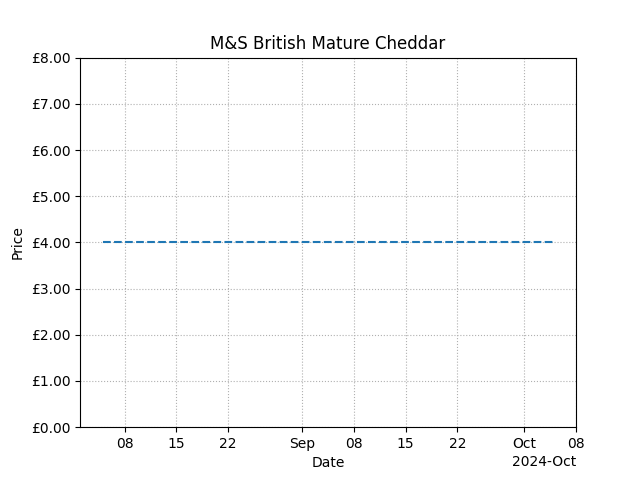 M&S British Mature Cheddar
£8.00
£7.00
£6.00
£5.00
£4.00
£3.00
£2.00
£1.00
£0.00
Price
08 15 22 Sep 08 15 22 Oct 08
Date
2024-Oct